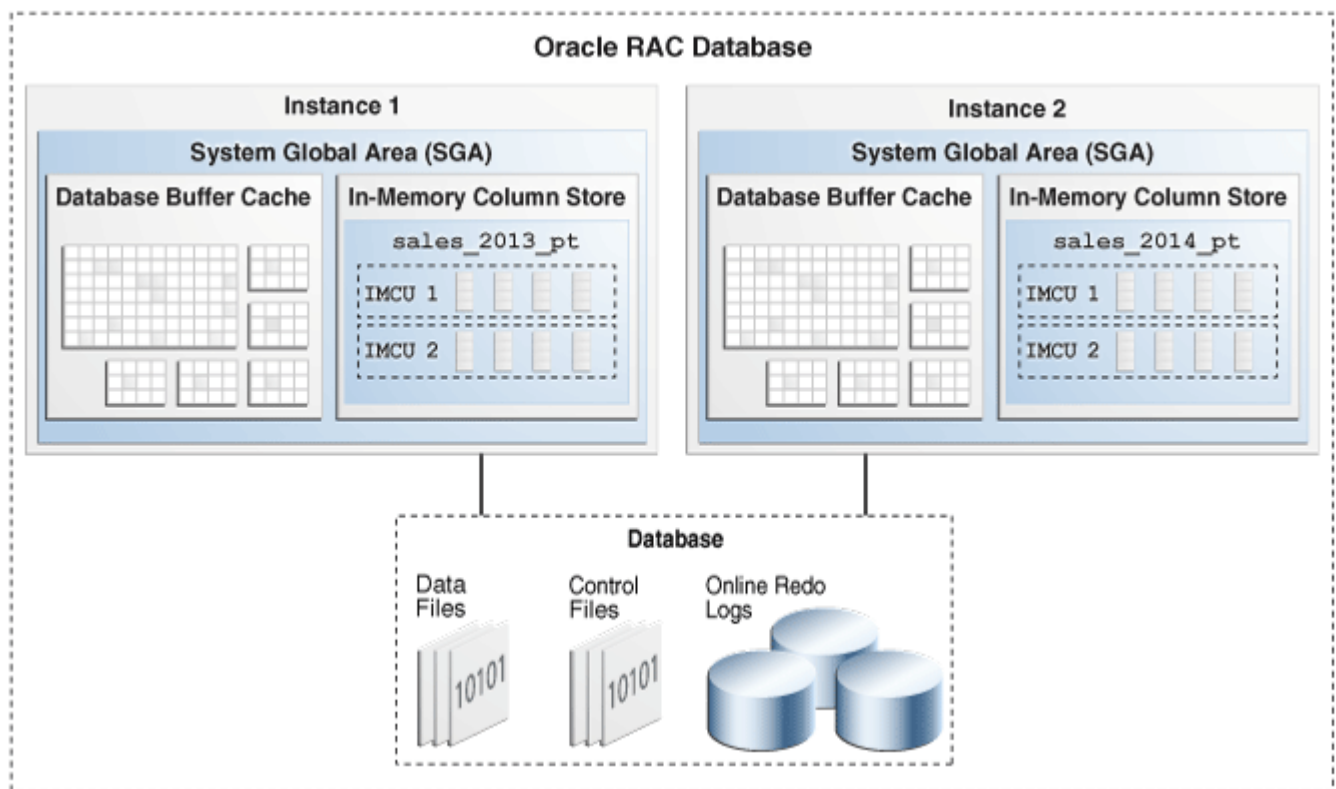 Oracle RAC Database
Instance 1
System Global Area (SGA)
Database Buffer Cache
In-Memory Column Store
sales_2013_pt
IMCU 1
IMCU 2
Instance 2
System Global Area (SGA)
Database Buffer Cache
In-Memory Column Store
sales_2014_pt
IMCU 1
IMCU 2
Database
Data
Files
10101
Control
Files
10101
Online Redo
Logs